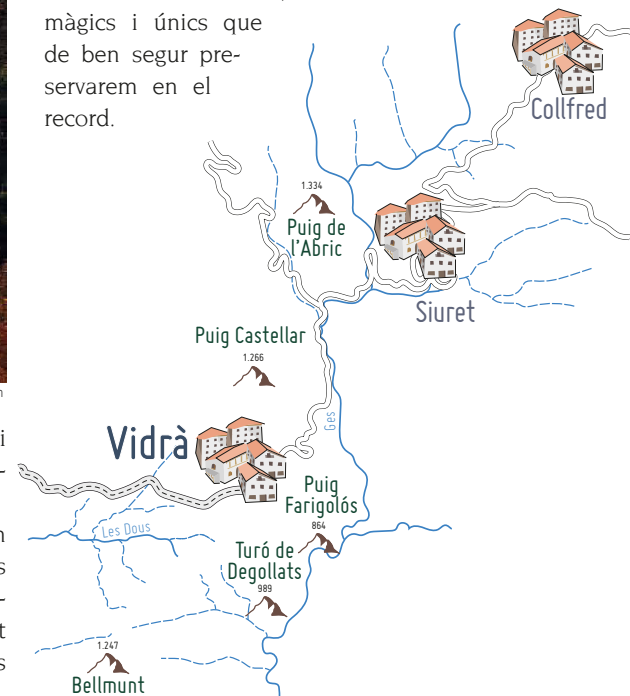 màgics i únics que
de ben segur pre-
servarem en el
record.
Collfred
1.334
Puig de
l'Abric
Siuret
Puig Castellar
1.266
Ges
Vidrà
Puig
Farigolós
864
Les Dous
Turó de
Degollats
989
1.247
Bellmunt